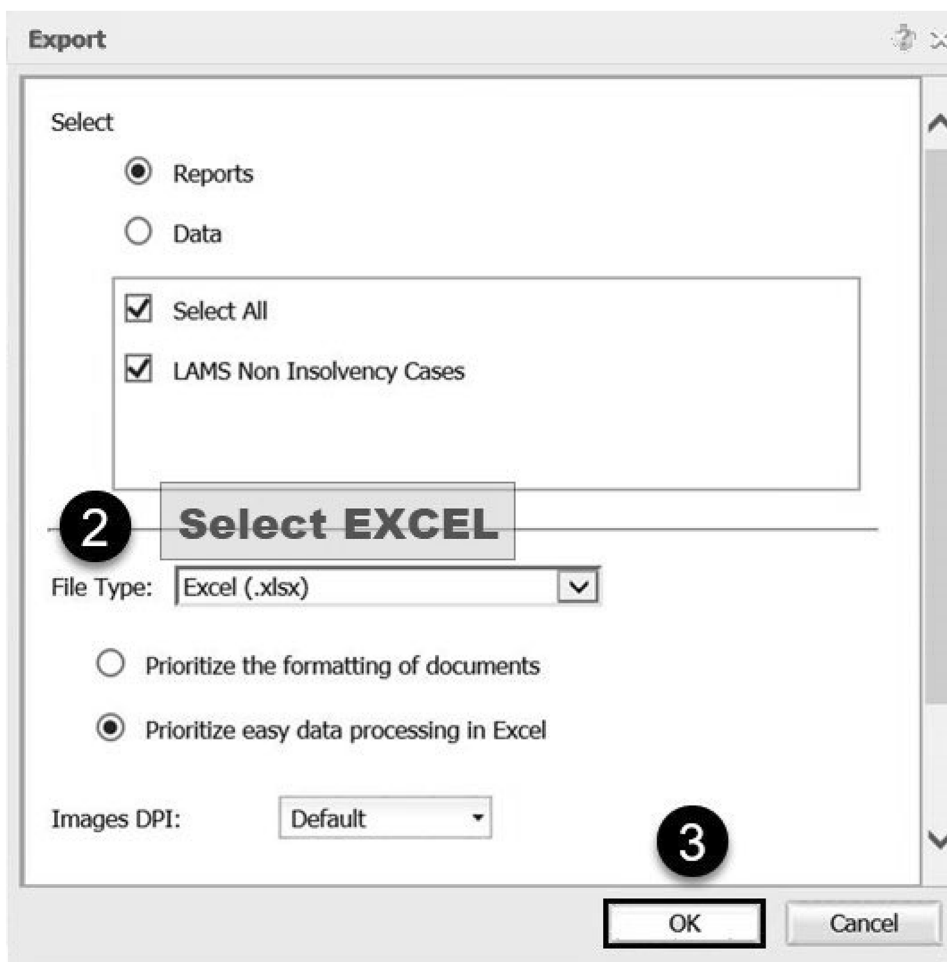 Export
Select
Reports
Data
Select All
LAMS Non Insolvency Cases
2 Select EXCEL
File Type: Excel (.xlsx)
Prioritize the formatting of documents
Prioritize easy data processing in Excel
Images DPI: Default
3
OK Cancel